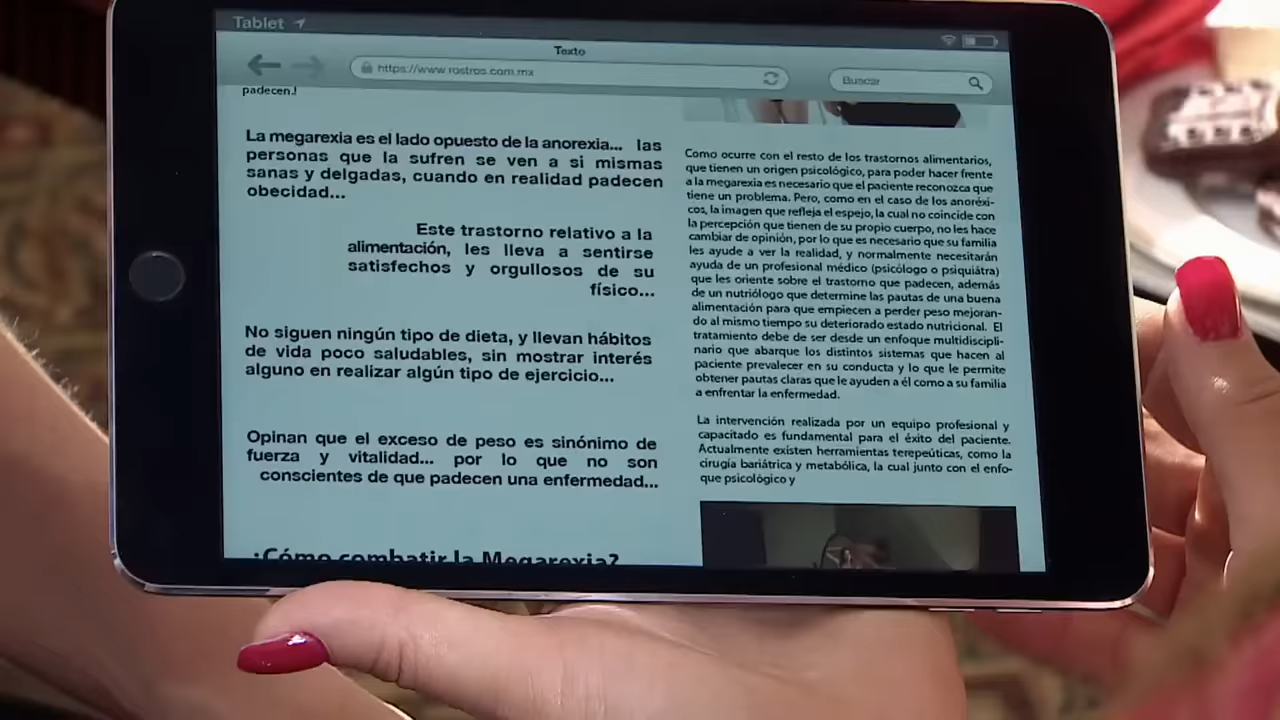 Tablet
Texto
https://www.rostros.com.mx
Buscar
padecen.!
La megarexia es el lado opuesto de la anorexia... las
personas que la sufren se ven a si mismas
sanas y delgadas, cuando en realidad padecen
obecidad...
Este trastorno relativo a la
alimentación, les lleva a sentirse
satisfechos y orgullosos de su
físico...
No siguen ningún tipo de dieta, y llevan hábitos
de vida poco saludables, sin mostrar interés
alguno en realizar algún tipo de ejercicio...
Opinan que el exceso de peso es sinónimo de
fuerza y vitalidad... por lo que no son
conscientes de que padecen una enfermedad...
¿Cómo combatir la Megarexia?
Como ocurre con el resto de los trastornos alimentarios,
que tienen un origen psicológico, para poder hacer frente
a la megarexia es necesario que el paciente reconozca que
tiene un problema. Pero, como en el caso de los anoréxi-
cos, la imagen que refleja el espejo, la cual no coincide con
la percepción que tienen de su propio cuerpo, no les hace
cambiar de opinión, por lo que es necesario que su familia
les ayude a ver la realidad, y normalmente necesitarán
ayuda de un profesional médico (psicólogo o psiquiátra)
que les oriente sobre el trastorno que padecen, además
de un nutriólogo que determine las pautas de una buena
alimentación para que empiecen a perder peso mejoran-
do al mismo tiempo su deteriorado estado nutricional. El
tratamiento debe de ser desde un enfoque multidiscipli-
nario que abarque los distintos sistemas que hacen al
paciente prevalecer en su conducta y lo que le permite
obtener pautas claras que le ayuden a él como a su familia
a enfrentar la enfermedad.
La intervención realizada por un equipo profesional y
capacitado es fundamental para el éxito del paciente.
Actualmente existen herramientas terepeúticas, como la
cirugía bariátrica y metabólica, la cual junto con el enfo-
que psicológico y